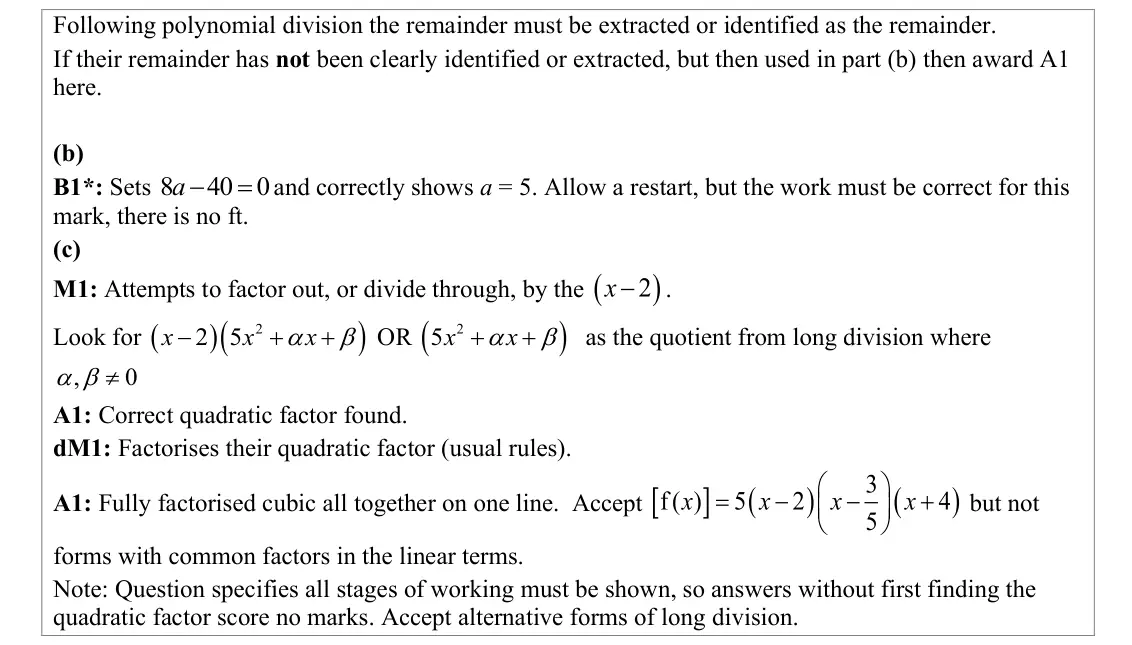 Following polynomial division the remainder must be extracted or identified as the remainder.
If their remainder has not been clearly identified or extracted, but then used in part (b) then award A1
here.
(b)
B1*: Sets 8a − 40 = 0 and correctly shows a = 5. Allow a restart, but the work must be correct for this
mark, there is no ft.
(c)
M1: Attempts to factor out, or divide through, by the (x − 2).
Look for (x − 2)(5x² + αx + β) OR (5x² + αx + β) as the quotient from long division where
α, β ≠ 0
A1: Correct quadratic factor found.
dM1: Factorises their quadratic factor (usual rules).
A1: Fully factorised cubic all together on one line. Accept [f(x)] = 5(x − 2)(x − 3/5)(x + 4) but not
forms with common factors in the linear terms.
Note: Question specifies all stages of working must be shown, so answers without first finding the
quadratic factor score no marks. Accept alternative forms of long division.